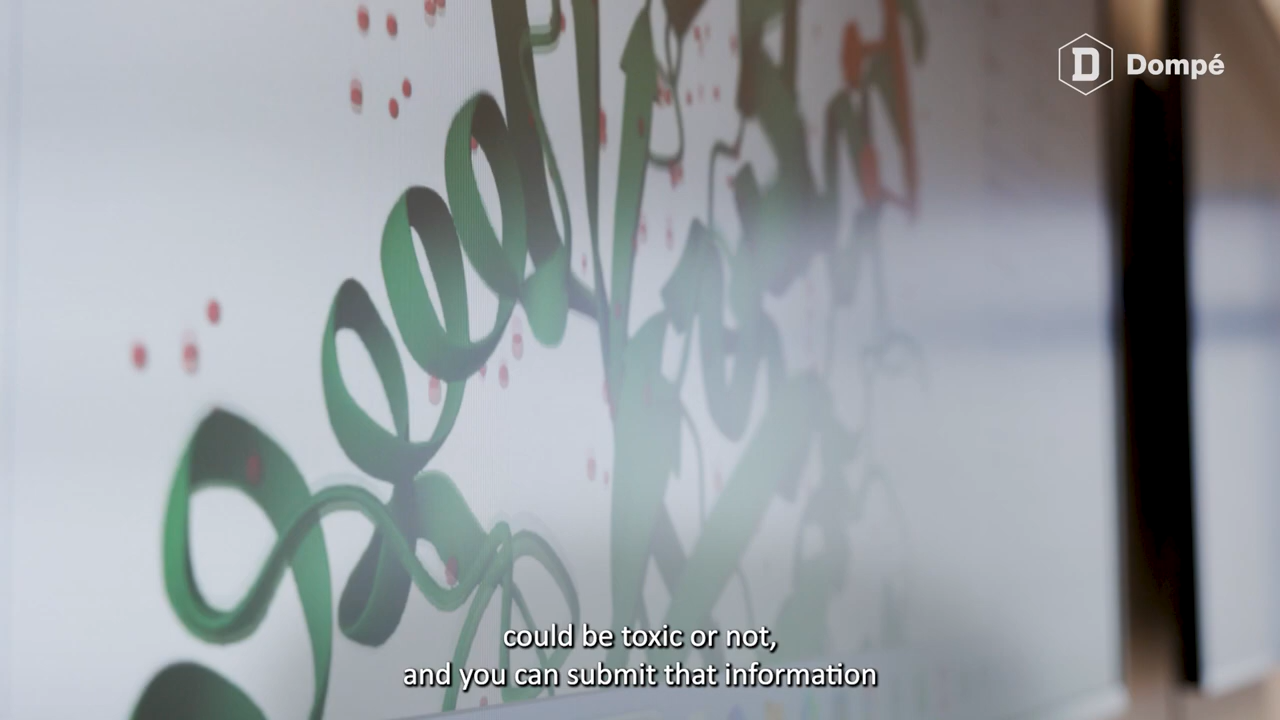 Dompé
could be toxic or not,
and you can submit that information